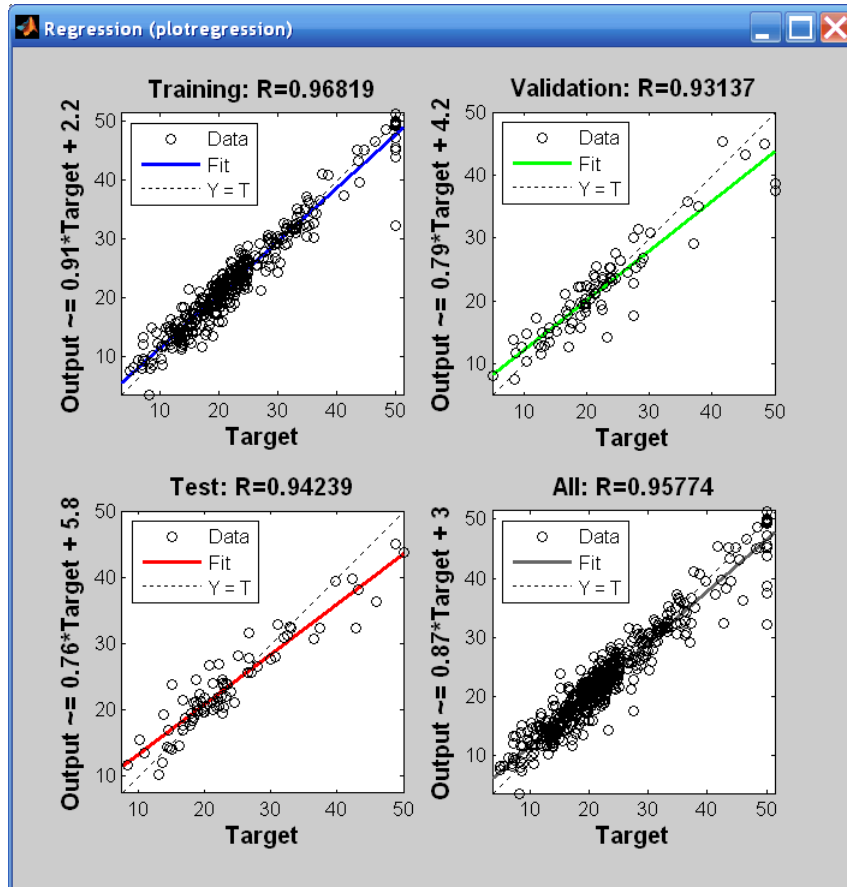 Regression (plotregression)
Training: R=0.96819
Output ~= 0.91*Target + 2.2
Data
Fit
Y = T
50
40
30
20
10
10 20 30 40 50
Target
Validation: R=0.93137
Output ~= 0.79*Target + 4.2
Data
Fit
Y = T
50
40
30
20
10
10 20 30 40 50
Target
Test: R=0.94239
Output ~= 0.76*Target + 5.8
Data
Fit
Y = T
50
40
30
20
10
10 20 30 40 50
Target
All: R=0.95774
Output ~= 0.87*Target + 3
Data
Fit
Y = T
50
40
30
20
10
10 20 30 40 50
Target